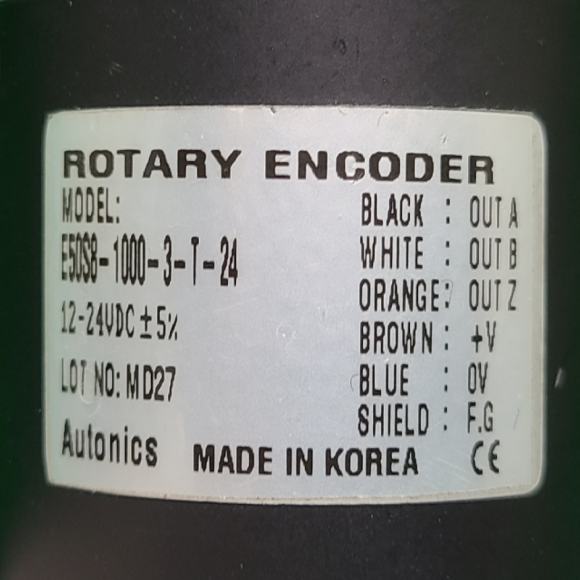 ROTARY ENCODER
MODEL:
E50S8-1000-3-T-24
12-24VDC±5%
LOT NO: MD27
BLACK : OUT A
WHITE : OUT B
ORANGE: OUT Z
BROWN : +V
BLUE : 0V
SHIELD : F.G
Autonics MADE IN KOREA CE